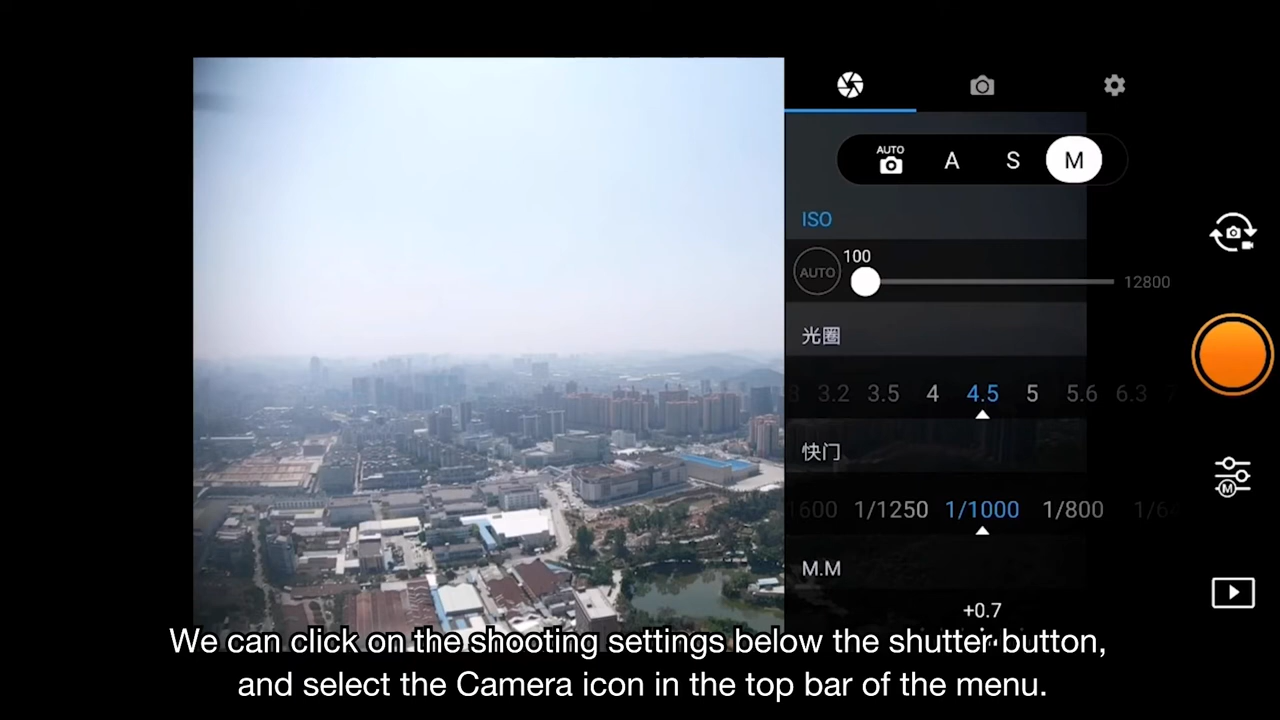 AUTO
A
S
M
ISO
AUTO
100
12800
光圈
3.2 3.5 4 4.5 5 5.6 6.3
快门
1/1250 1/1000 1/800
M.M
+0.7
M
We can click on the shooting settings below the shutter button,
and select the Camera icon in the top bar of the menu.